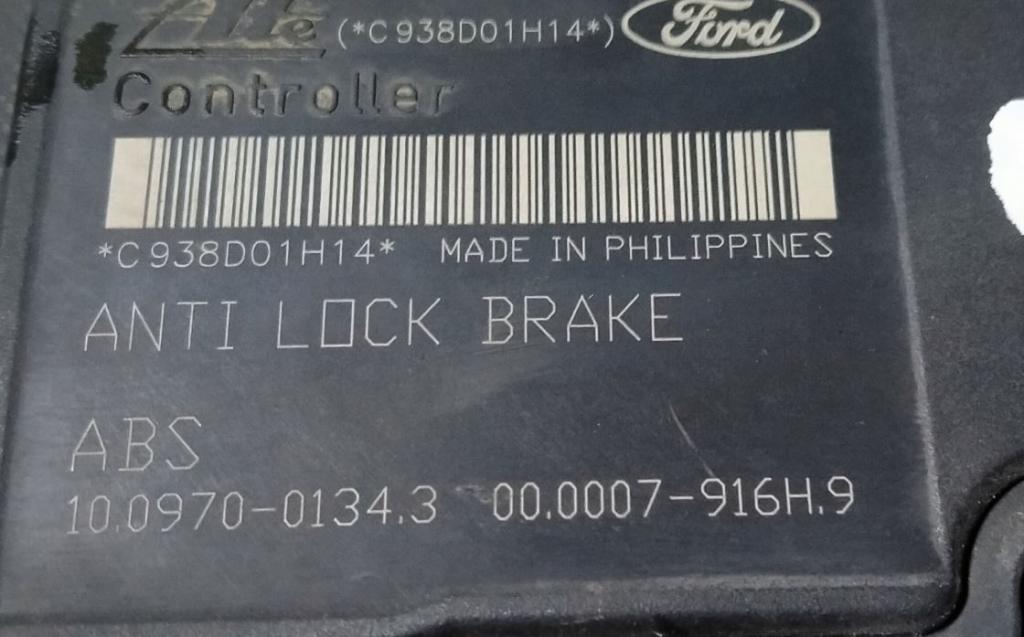 Ate (*C938D01H14*) Ford
Controller
*C938D01H14* MADE IN PHILIPPINES
ANTI LOCK BRAKE
ABS
10.0970-0134.3 00.0007-916H.9